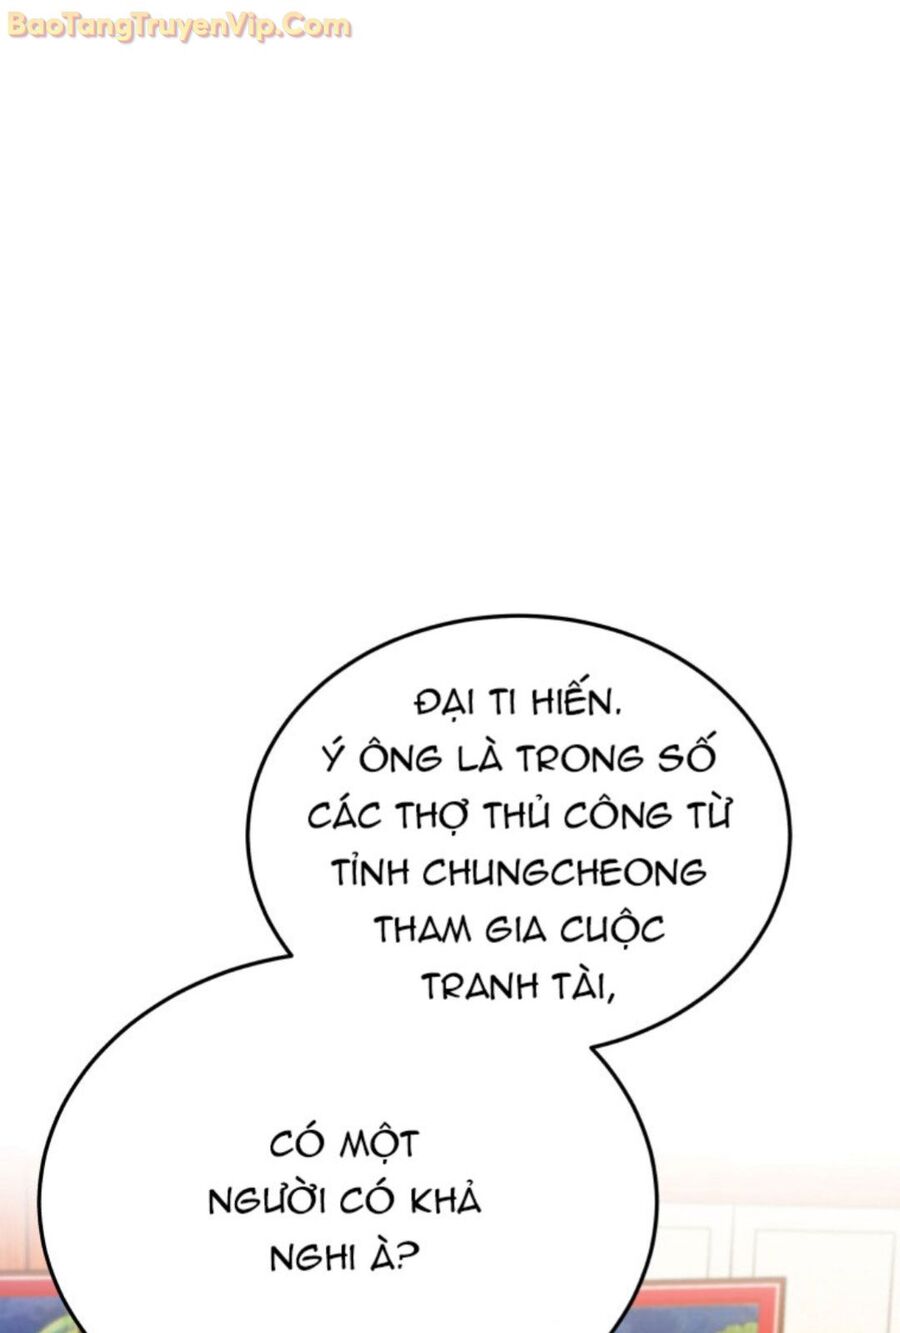 BaoTangTruyenVip.Com
ĐẠI TI HIẾN.
Ý ÔNG LÀ TRONG SỐ
CÁC THỢ THỦ CÔNG TỪ
TỈNH CHUNGCHEONG
THAM GIA CUỘC
TRANH TÀI,
CÓ MỘT
NGƯỜI CÓ KHẢ
NGHI À?